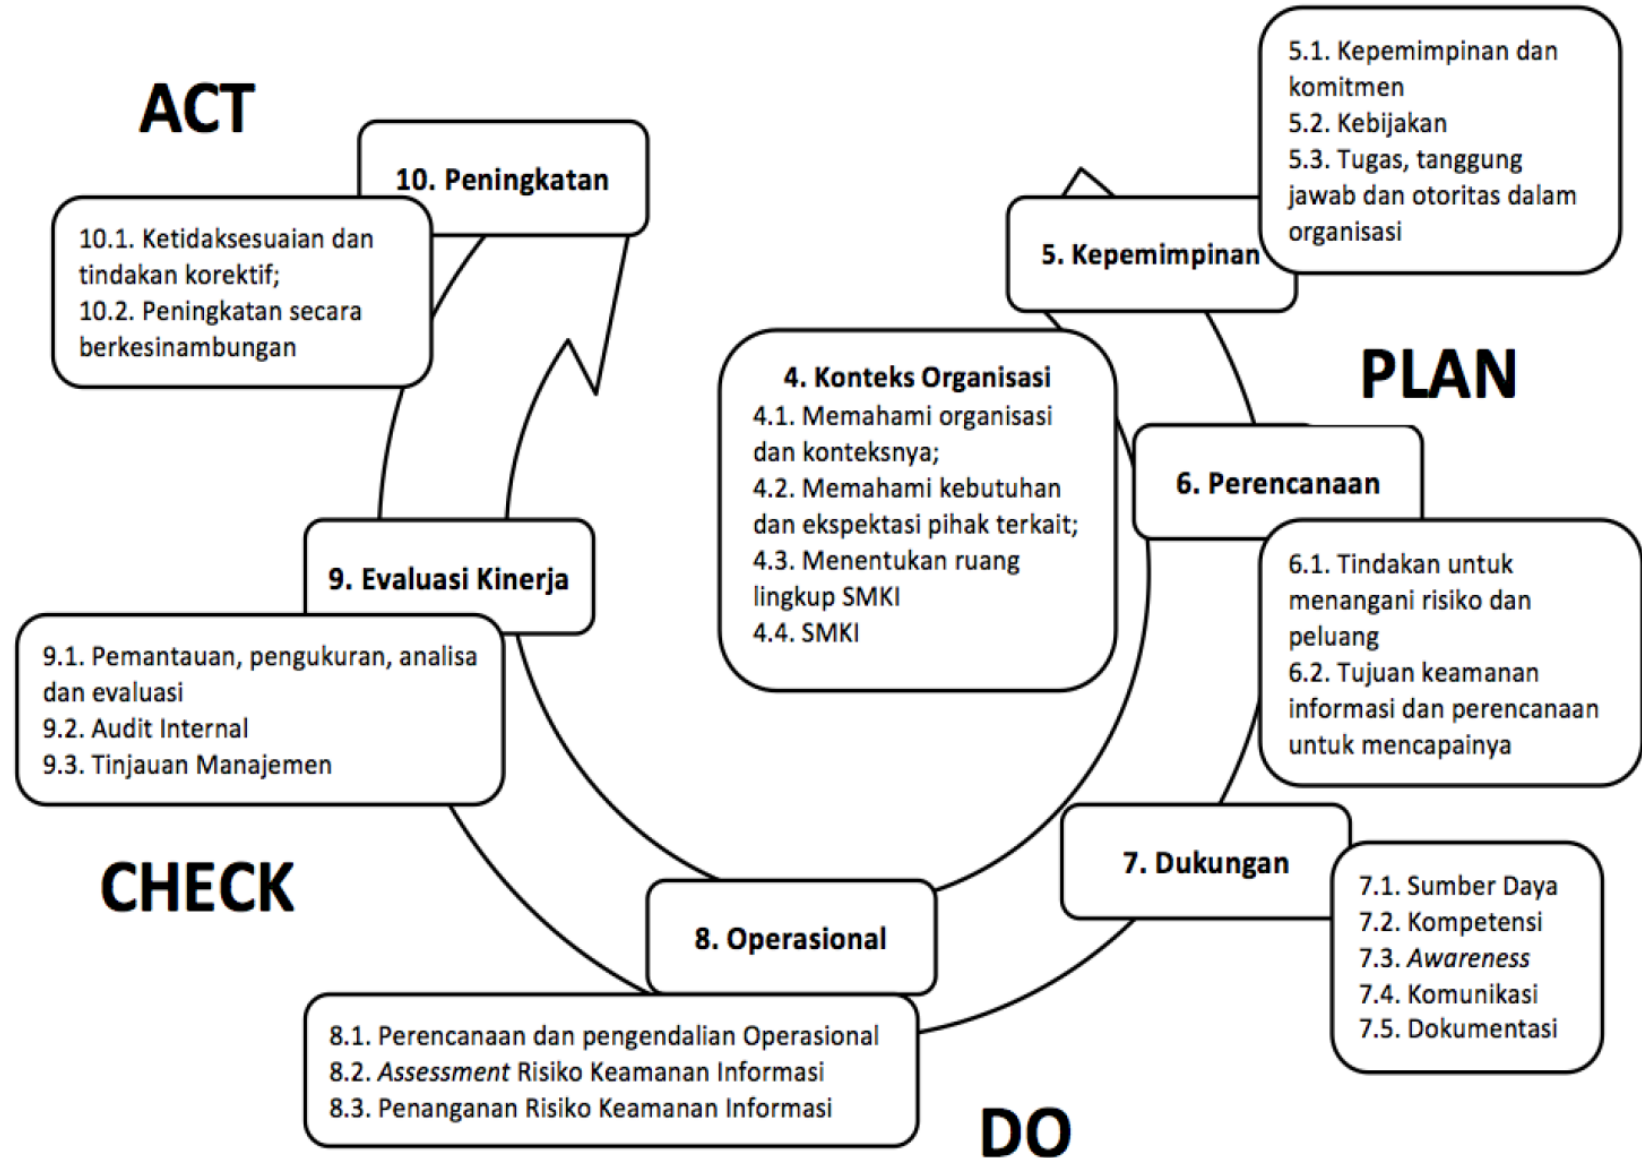 ACT
10. Peningkatan
10.1. Ketidaksesuaian dan
tindakan korektif;
10.2. Peningkatan secara
berkesinambungan
5.1. Kepemimpinan dan
komitmen
5.2. Kebijakan
5.3. Tugas, tanggung
jawab dan otoritas dalam
organisasi
5. Kepemimpinan
PLAN
4. Konteks Organisasi
4.1. Memahami organisasi
dan konteksnya;
4.2. Memahami kebutuhan
dan ekspektasi pihak terkait;
4.3. Menentukan ruang
lingkup SMKI
4.4. SMKI
6. Perencanaan
6.1. Tindakan untuk
menangani risiko dan
peluang
6.2. Tujuan keamanan
informasi dan perencanaan
untuk mencapainya
9. Evaluasi Kinerja
9.1. Pemantauan, pengukuran, analisa
dan evaluasi
9.2. Audit Internal
9.3. Tinjauan Manajemen
CHECK
7. Dukungan
7.1. Sumber Daya
7.2. Kompetensi
7.3. Awareness
7.4. Komunikasi
7.5. Dokumentasi
8. Operasional
8.1. Perencanaan dan pengendalian Operasional
8.2. Assessment Risiko Keamanan Informasi
8.3. Penanganan Risiko Keamanan Informasi
DO